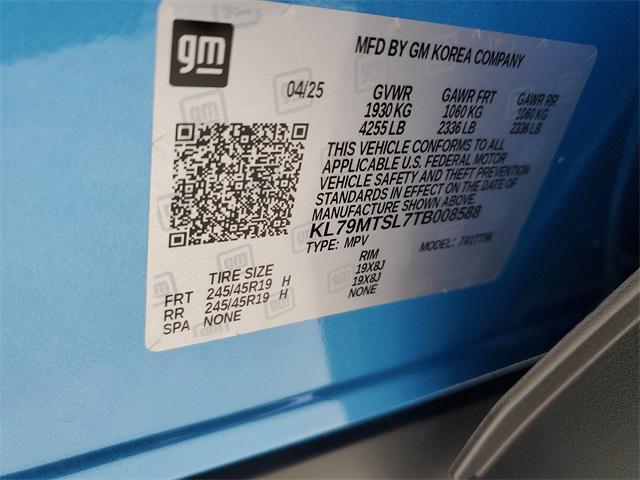 gm
MFD BY GM KOREA COMPANY
04/25
GVWR GAWR FRT GAWR RR
1930 KG 1060 KG 1060 KG
4255 LB 2336 LB 2336 LB
THIS VEHICLE CONFORMS TO ALL
APPLICABLE U.S. FEDERAL MOTOR
VEHICLE SAFETY AND THEFT PREVENTION
STANDARDS IN EFFECT ON THE DATE OF
MANUFACTURE SHOWN ABOVE.
KL79MTSL7TB008588
TYPE: MPV MODEL:
TIRE SIZE RIM
FRT 245/45R19 H 19X8J
RR 245/45R19 H 19X8J
SPA NONE NONE